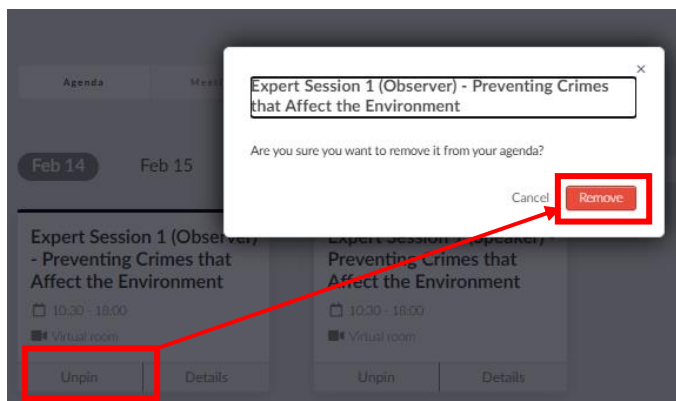 Agenda
×
Expert Session 1 (Observer) - Preventing Crimes
that Affect the Environment
Are you sure you want to remove it from your agenda?
Cancel Remove
Feb 14 Feb 15
Expert Session 1 (Observer)
- Preventing Crimes that
Affect the Environment
10:30 - 18:00
Virtual room
Unpin Details
Expert Session 1 (Speaker) -
Preventing Crimes that
Affect the Environment
10:30 - 18:00
Virtual room
Unpin Details